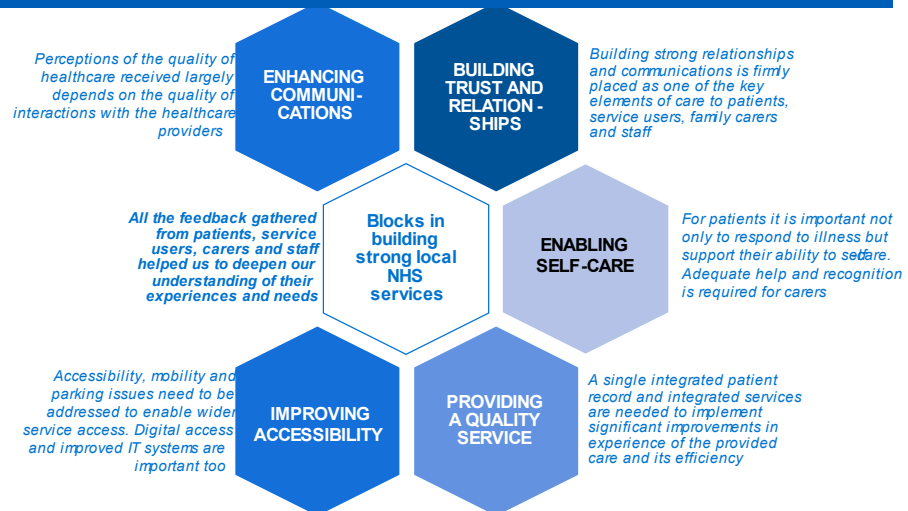 Perceptions of the quality of
healthcare received largely
depends on the quality of
interactions with the healthcare
providers
ENHANCING
COMMUNI-
CATIONS
BUILDING
TRUST AND
RELATION -
SHIPS
Building strong relationships
and communications is firmly
placed as one of the key
elements of care to patients,
service users, family carers
and staff
All the feedback gathered
from patients, service
users, carers and staff
helped us to deepen our
understanding of their
experiences and needs
Blocks in
building
strong local
NHS
services
ENABLING
SELF-CARE
For patients it is important not
only to respond to illness but
support their ability to selfcare.
Adequate help and recognition
is required for carers
Accessibility, mobility and
parking issues need to be
addressed to enable wider
service access. Digital access
and improved IT systems are
important too
IMPROVING
ACCESSIBILITY
PROVIDING
A QUALITY
SERVICE
A single integrated patient
record and integrated services
are needed to implement
significant improvements in
experience of the provided
care and its efficiency